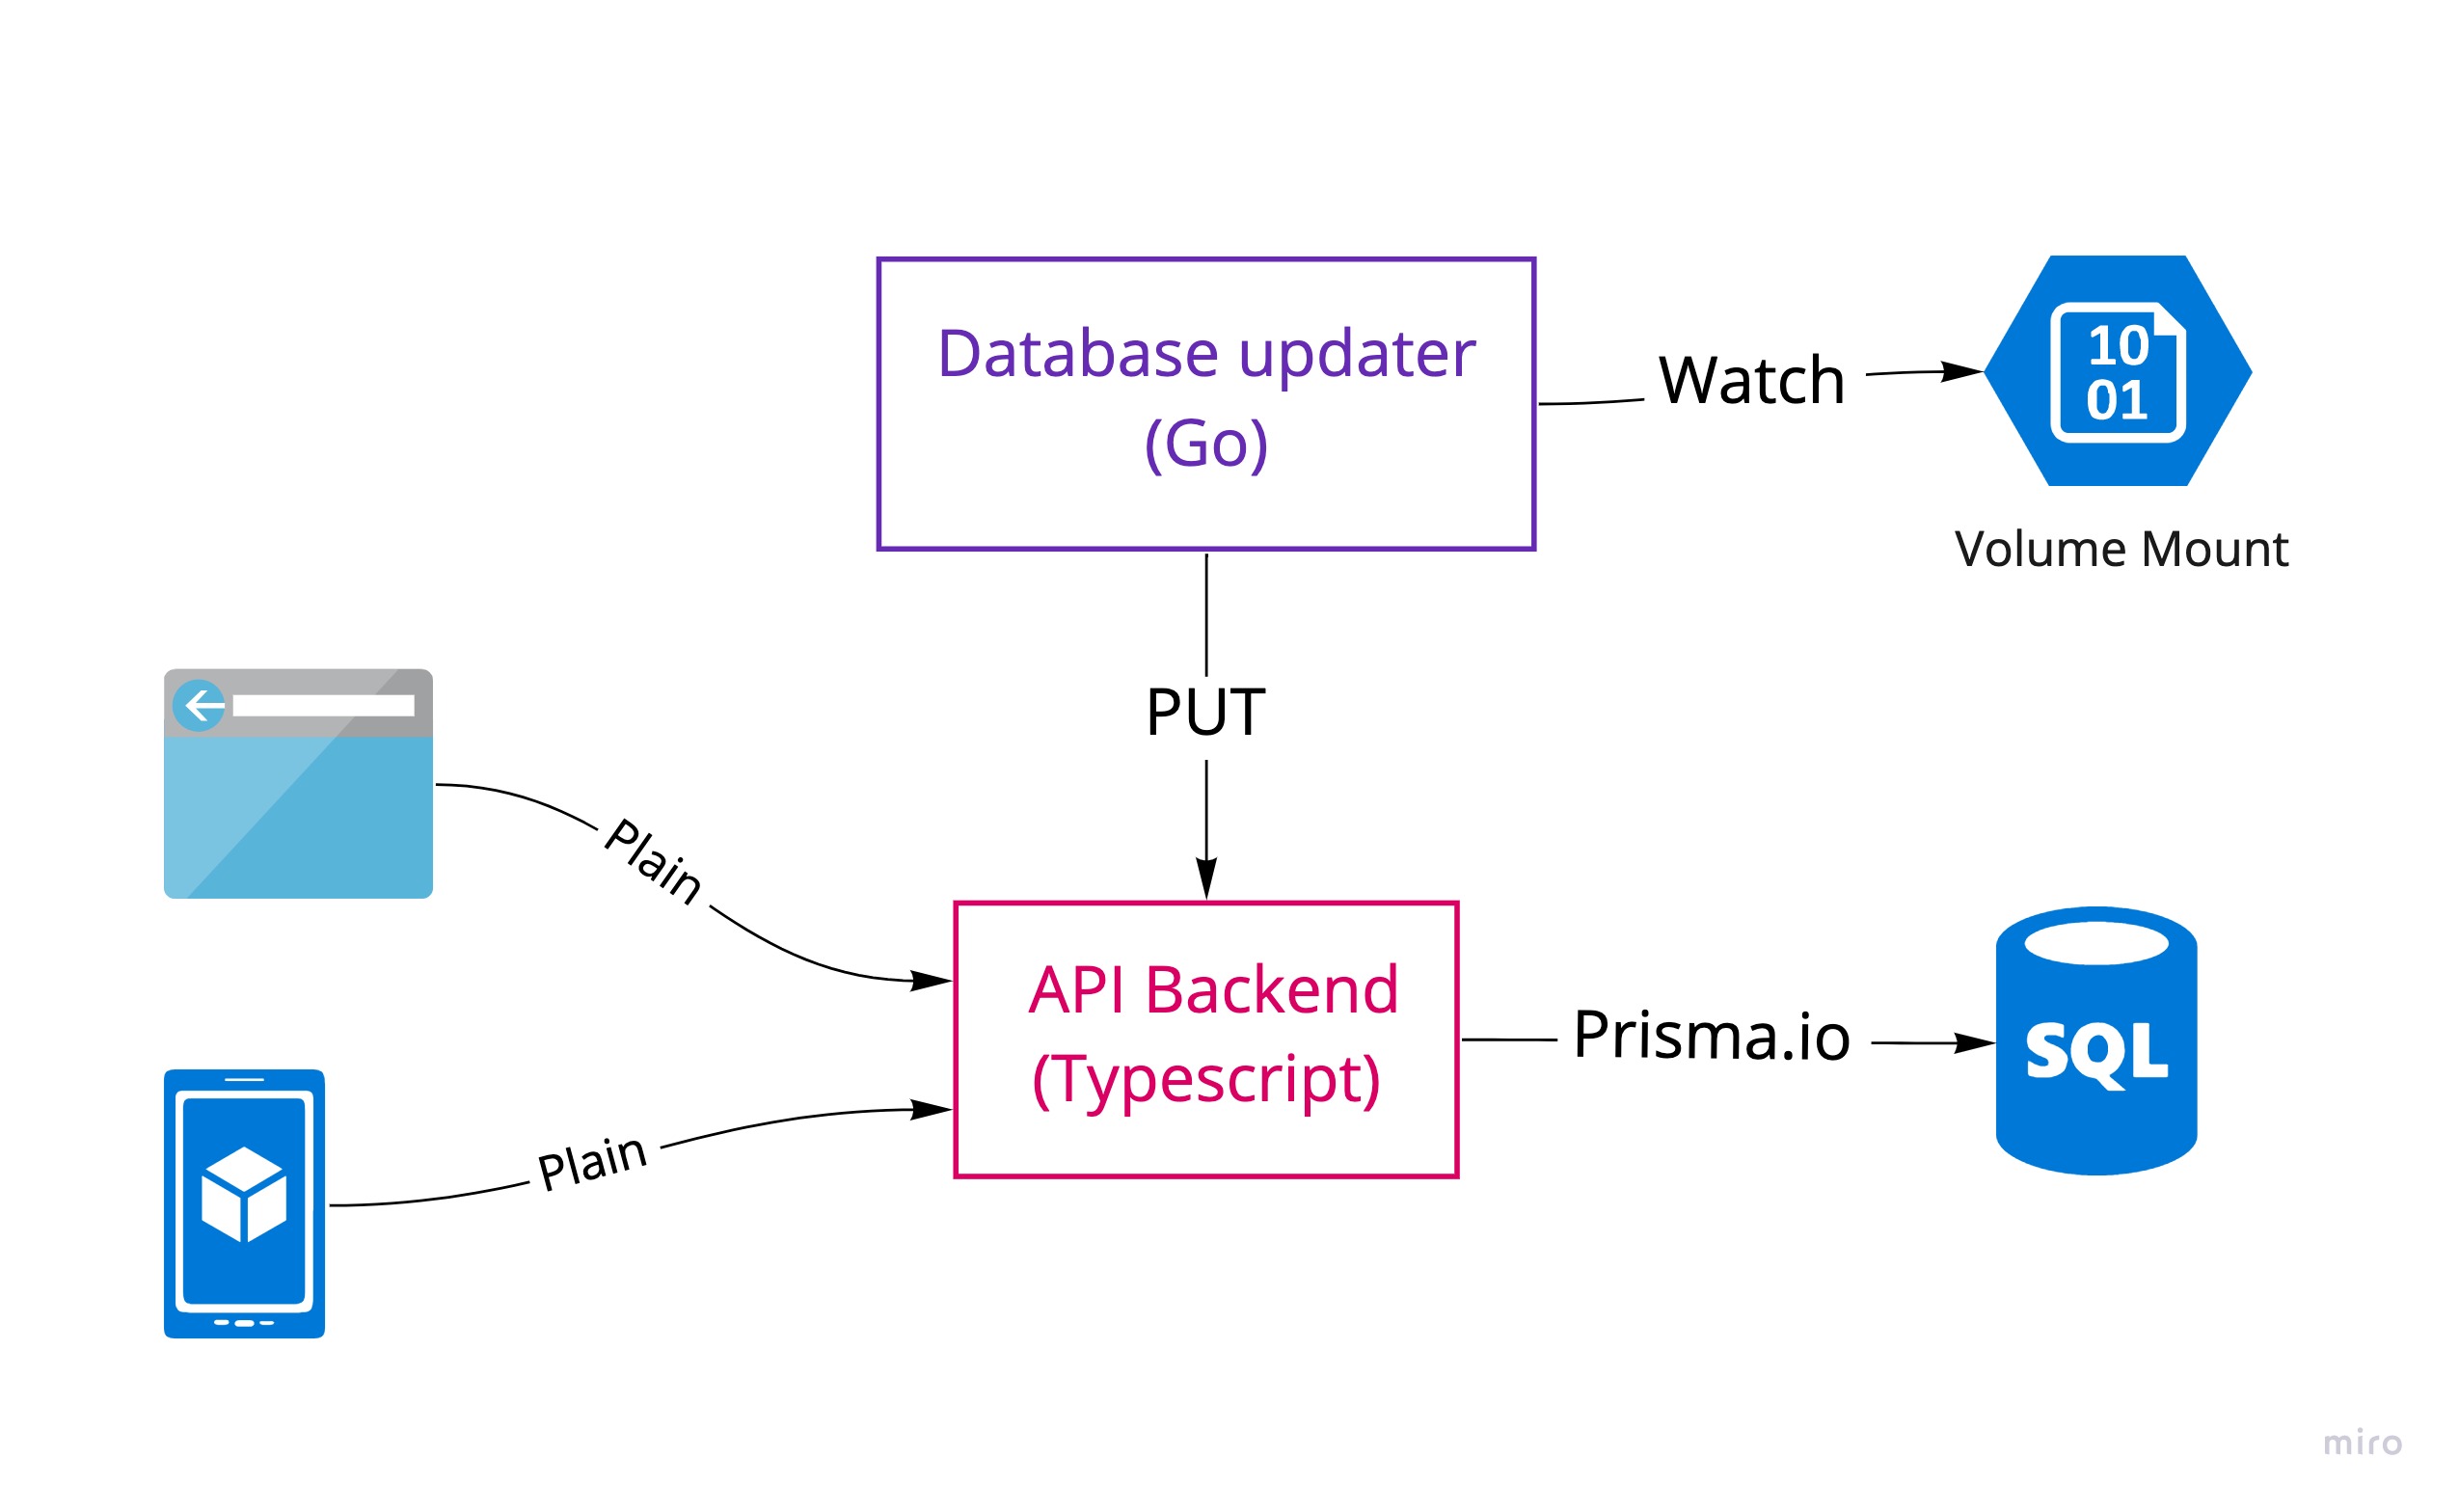 Database updater
(Go)
Watch
10
01
Volume Mount
PUT
Plain
API Backend
(Typescript)
Prisma.io
SQL
Plain
miro